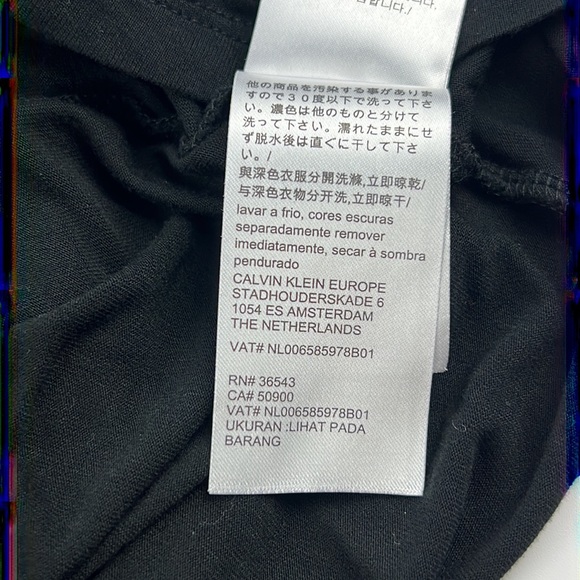 니다./
他の商品を汚染する事がありま
すので30度以下で洗って下さ
い。濃色は他のものと分けて
洗って下さい。濡れたままにせ
ず脱水後は直ぐに干して下さ
い。/
與深色衣服分開洗滌,立即晾乾/
与深色衣物分开洗,立即晾干/
lavar a frio, cores escuras
separadamente remover
imediatamente, secar à sombra
pendurado
CALVIN KLEIN EUROPE
STADHOUDERSKADE 6
1054 ES AMSTERDAM
THE NETHERLANDS
VAT# NL006585978B01
RN# 36543
CA# 50900
VAT# NL006585978B01
UKURAN :LIHAT PADA
BARANG